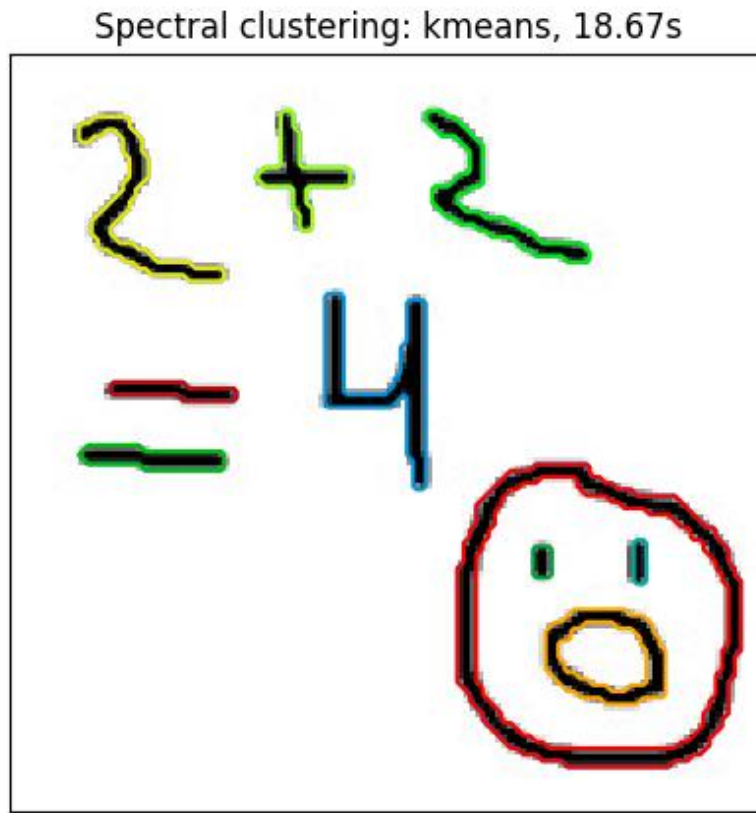 Spectral clustering: kmeans, 18.67s
2 + 2
= 4